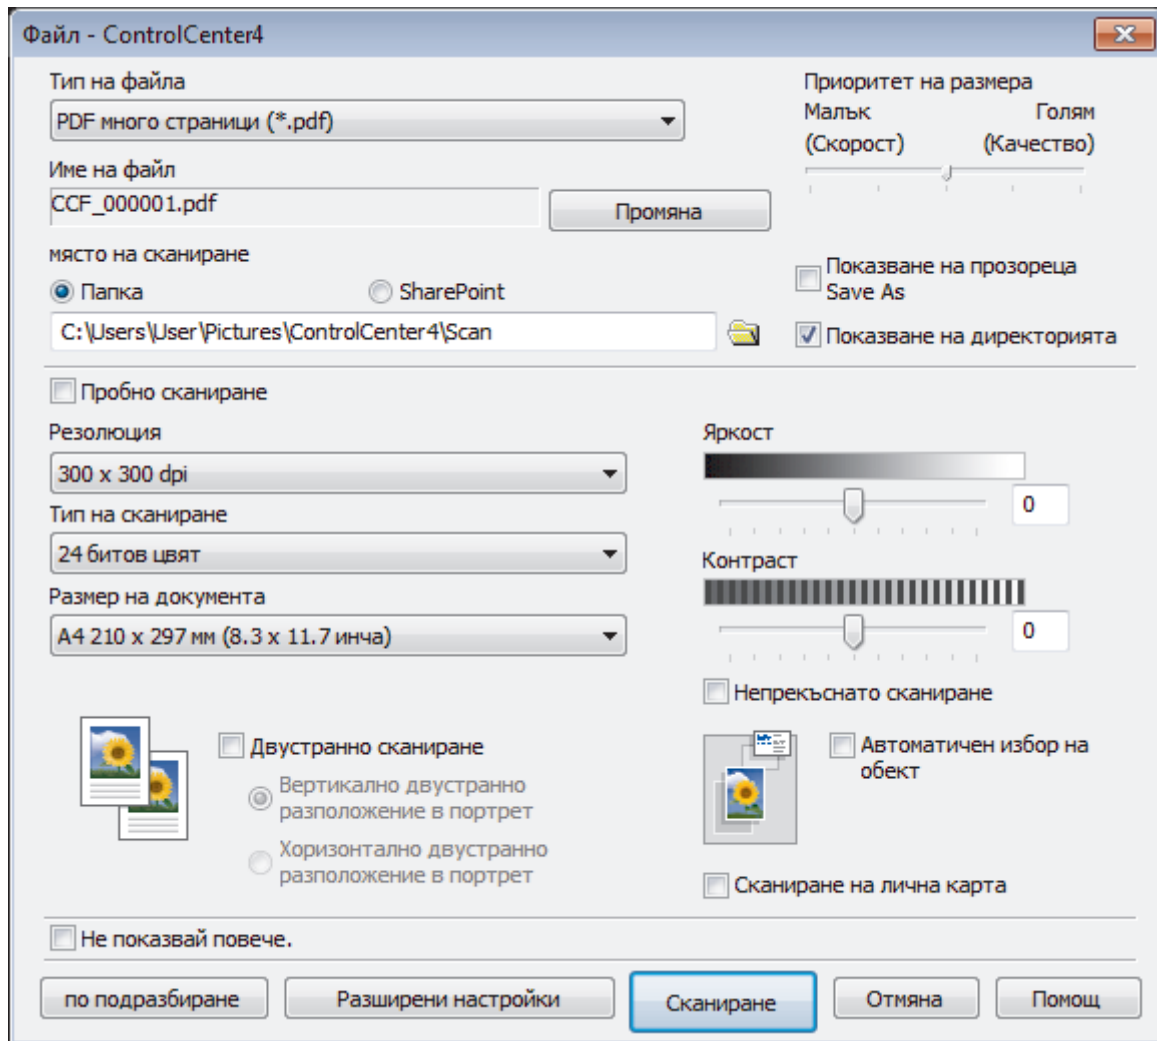 Файл - ControlCenter4
Тип на файла
PDF много страници (*.pdf)
Име на файл
CCF_000001.pdf
Промяна
Приоритет на размера
Малък Голям
(Скорост) (Качество)
място на сканиране
Папка SharePoint
C:\Users\User\Pictures\ControlCenter4\Scan
Показване на прозореца
Save As
Показване на директорията
Пробно сканиране
Резолюция
300 x 300 dpi
Тип на сканиране
24 битов цвят
Размер на документа
A4 210 x 297 мм (8.3 x 11.7 инча)
Яркост
0
Контраст
0
Непрекъснато сканиране
Двустранно сканиране
Вертикално двустранно
разположение в портрет
Хоризонтално двустранно
разположение в портрет
Автоматичен избор на
обект
Сканиране на лична карта
Не показвай повече.
по подразбиране Разширени настройки Сканиране Отмяна Помощ